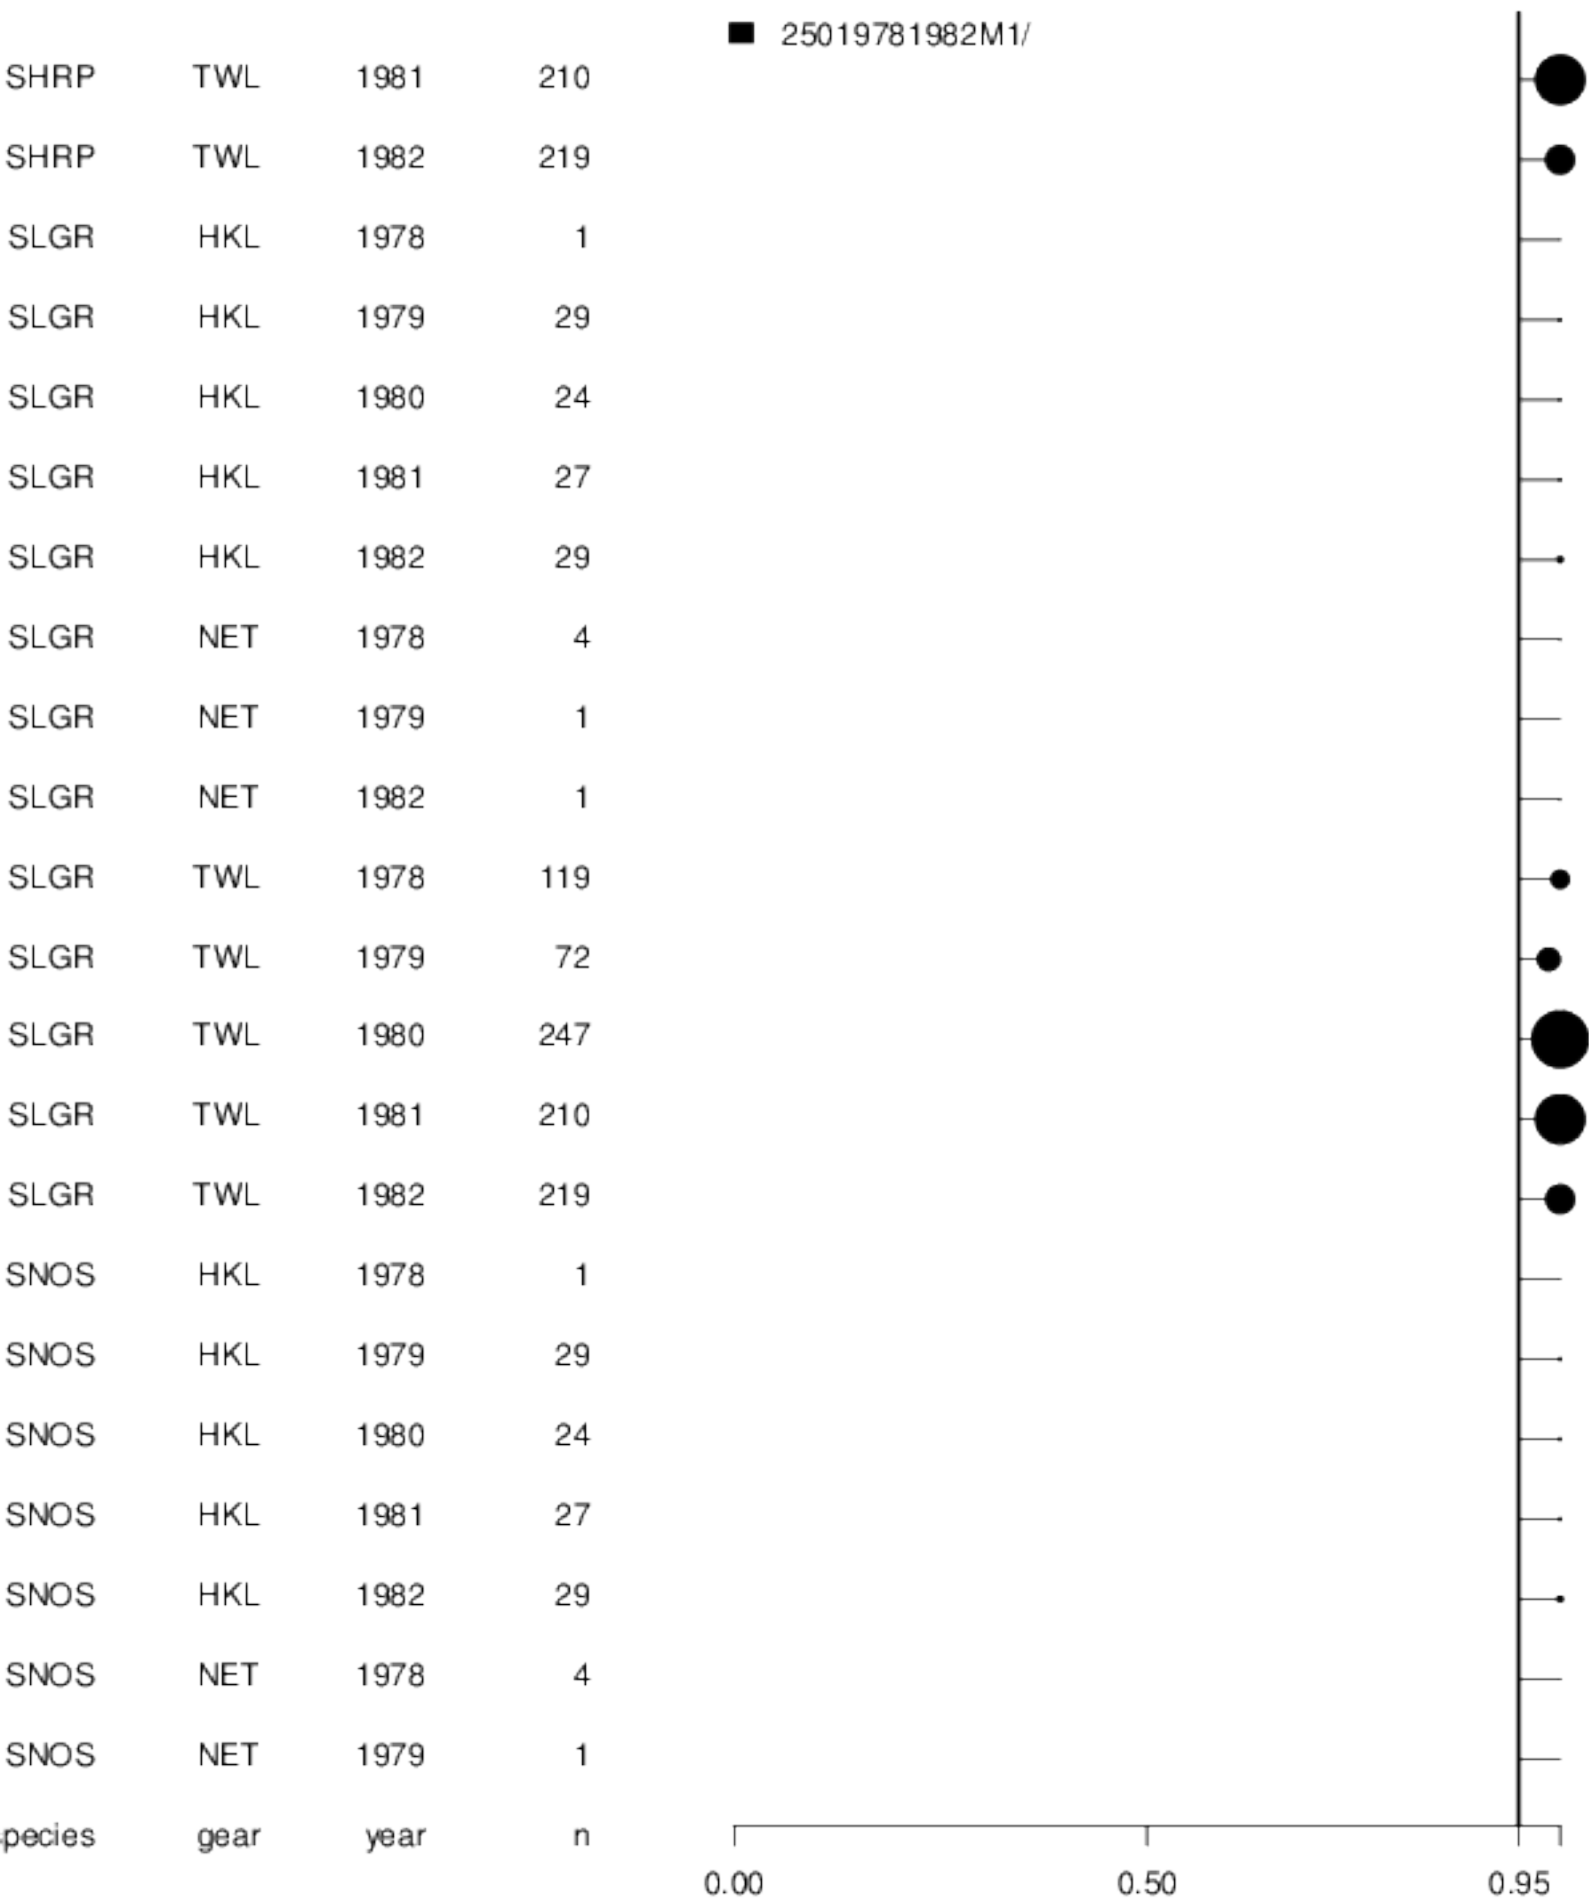 25019781982M1/
SHRP TWL 1981 210
SHRP TWL 1982 219
SLGR HKL 1978 1
SLGR HKL 1979 29
SLGR HKL 1980 24
SLGR HKL 1981 27
SLGR HKL 1982 29
SLGR NET 1978 4
SLGR NET 1979 1
SLGR NET 1982 1
SLGR TWL 1978 119
SLGR TWL 1979 72
SLGR TWL 1980 247
SLGR TWL 1981 210
SLGR TWL 1982 219
SNOS HKL 1978 1
SNOS HKL 1979 29
SNOS HKL 1980 24
SNOS HKL 1981 27
SNOS HKL 1982 29
SNOS NET 1978 4
SNOS NET 1979 1
pecies gear year n
0.00 0.50 0.95